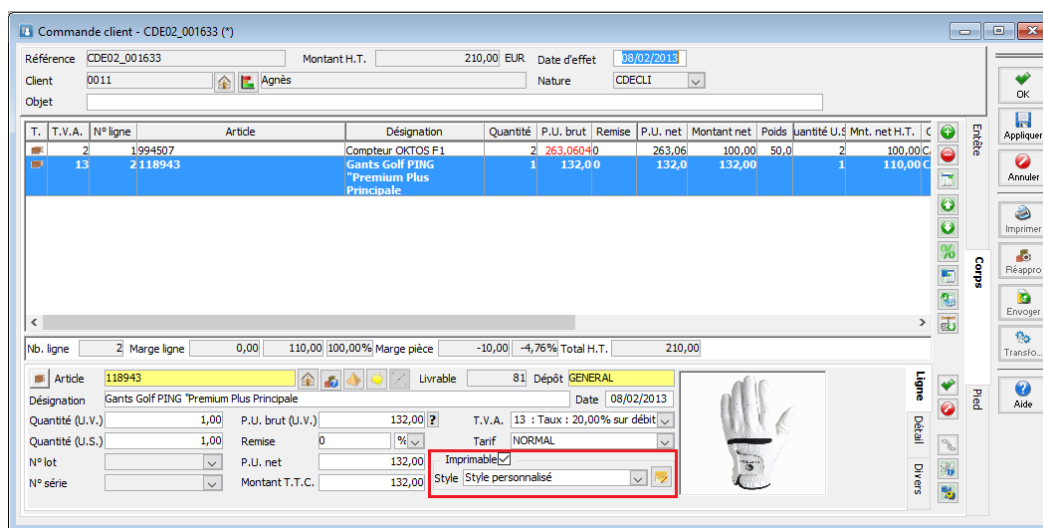 Commande client - CDE02_001633 (*)
Référence CDE02_001633 Montant H.T. 210,00 EUR Date d'effet 08/02/2013
Client 0011 Agnès Nature CDECLI
Objet
OK
Appliquer
Annuler
Imprimer
Réappro
Envoyer
Transfo...
Aide
T. T.V.A. N° ligne Article Désignation Quantité P.U. brut Remise P.U. net Montant net Poids uantité U.S Mnt. net H.T.
2 1 994507 Compteur OKTOS F1 2 263,0604 0 263,06 100,00 50,0 2 100,00
13 2 118943 Gants Golf PING 1 132,0 0 132,0 132,00 1 110,00
"Premium Plus
Principale
Entête
Corps
Pied
Nb. ligne 2 Marge ligne 0,00 110,00 100,00% Marge pièce -10,00 -4,76% Total H.T. 210,00
Article 118943 Livrable 81 Dépôt GENERAL
Désignation Gants Golf PING "Premium Plus Principale Date 08/02/2013
Quantité (U.V.) 1,00 P.U. brut (U.V.) 132,00 ? T.V.A. 13 : Taux : 20,00% sur débit
Quantité (U.S.) 1,00 Remise 0 % Tarif NORMAL
N° lot P.U. net 132,00 Imprimable
N° série Montant T.T.C. 132,00 Style Style personnalisé
Ligne
Détail
Divers